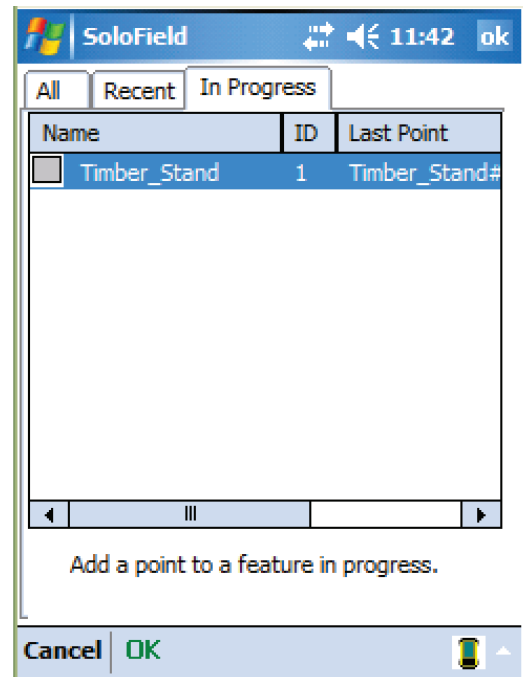 SoloField 11:42 ok
All Recent In Progress
Name ID Last Point
Timber_Stand 1 Timber_Stand#
Add a point to a feature in progress.
Cancel OK